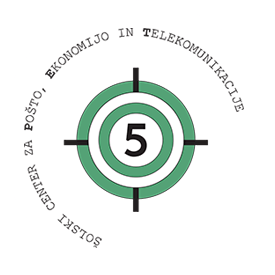 ŠOLSKI CENTER ZA POŠTO, EKONOMIJO IN TELEKOMUNIKACIJE
5